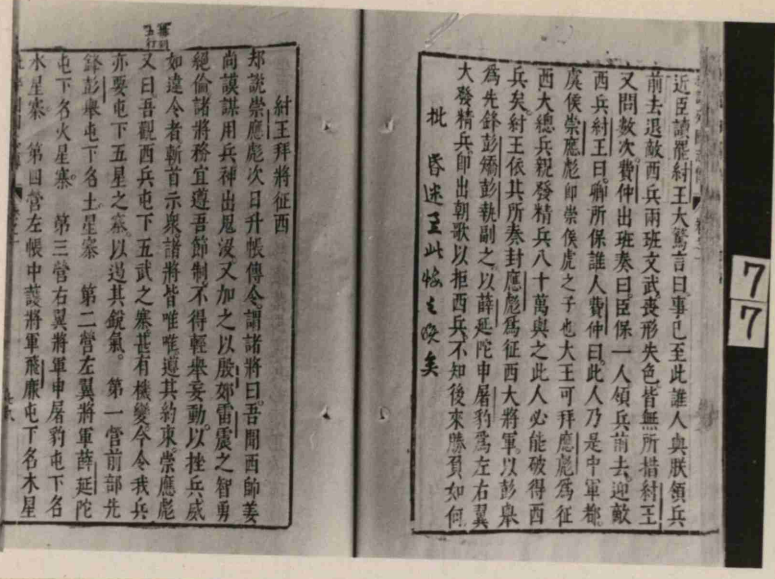 近臣讀罷紂王大驚言曰事已至此誰人與朕領兵
前去退敵西兵兩班文武喪形失色皆無所措紂王
又問數次費仲出班奏曰臣保一人領兵前去迎敵
西兵紂王曰卿所保誰人費仲曰此人乃是中軍都
虞侯崇應彪即崇侯虎之子也大王可拜應彪爲征
西大總兵親發精兵八十萬與之此人必能破得西
兵矣紂王依其所奏封應彪爲征西大將軍以彭舉
爲先鋒彭矯彭執副之以薛延陀申屠豹爲左右翼
大發精兵即出朝歌以拒西兵不知後來勝負如何
批 昏迷王此悔之晚矣
紂王拜將征西
却說崇應彪次日升帳傳令謂諸將曰吾聞西師姜
尚謨謀用兵神出鬼没又加之以殷郊雷震之智勇
絕倫諸將務宜遵吾節制不得輕舉妄動以挫兵威
如違令者斬首示衆諸將皆唯唯遵其約束崇應彪
又曰吾觀西兵屯下五武之寨甚有機變今令我兵
亦要屯下五星之寨以遏其銳氣 第一營前部先
鋒彭舉屯下名土星寨 第二營左翼將軍薛延陀
屯下名火星寨 第三營右翼將軍申屠豹屯下名
水星寨 第四營左帳中護將軍飛廉屯下名木星
7
7